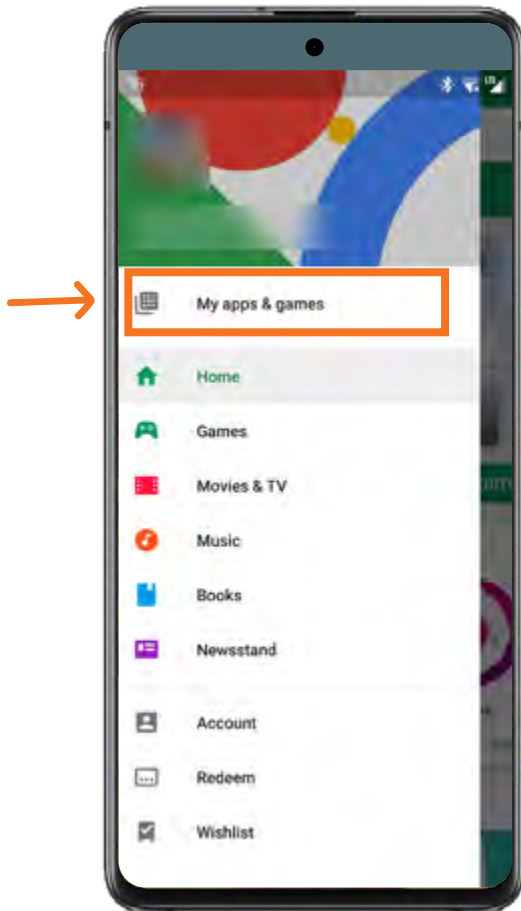 My apps & games
Home
Games
Movies & TV
Music
Books
Newsstand
Account
Redeem
Wishlist